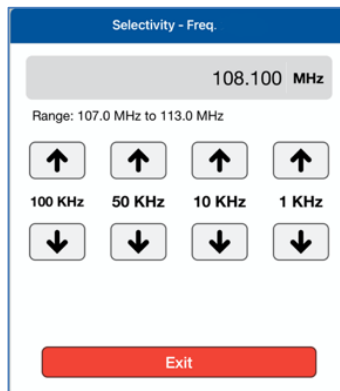 Selectivity - Freq.
108.100 MHz
Range: 107.0 MHz to 113.0 MHz
100 KHz 50 KHz 10 KHz 1 KHz
Exit